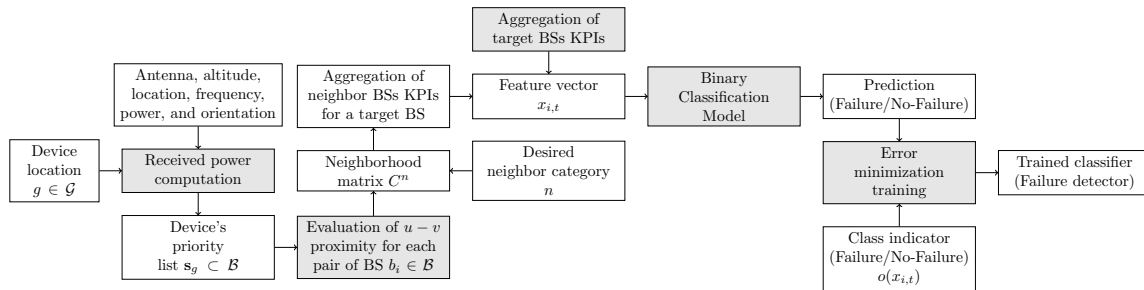 Aggregation of
target BSs KPIs
Antenna, altitude,
location, frequency,
power, and orientation
Aggregation of
neighbor BSs KPIs
for a target BS
Feature vector
x_{i,t}
Binary
Classification
Model
Prediction
(Failure/No-Failure)
Device
location
g ∈ 𝒢
Received power
computation
Neighborhood
matrix C^n
Desired
neighbor category
n
Error
minimization
training
Trained classifier
(Failure detector)
Device's
priority
list s_g ⊂ ℬ
Evaluation of u − v
proximity for each
pair of BS b_i ∈ ℬ
Class indicator
(Failure/No-Failure)
o(x_{i,t})